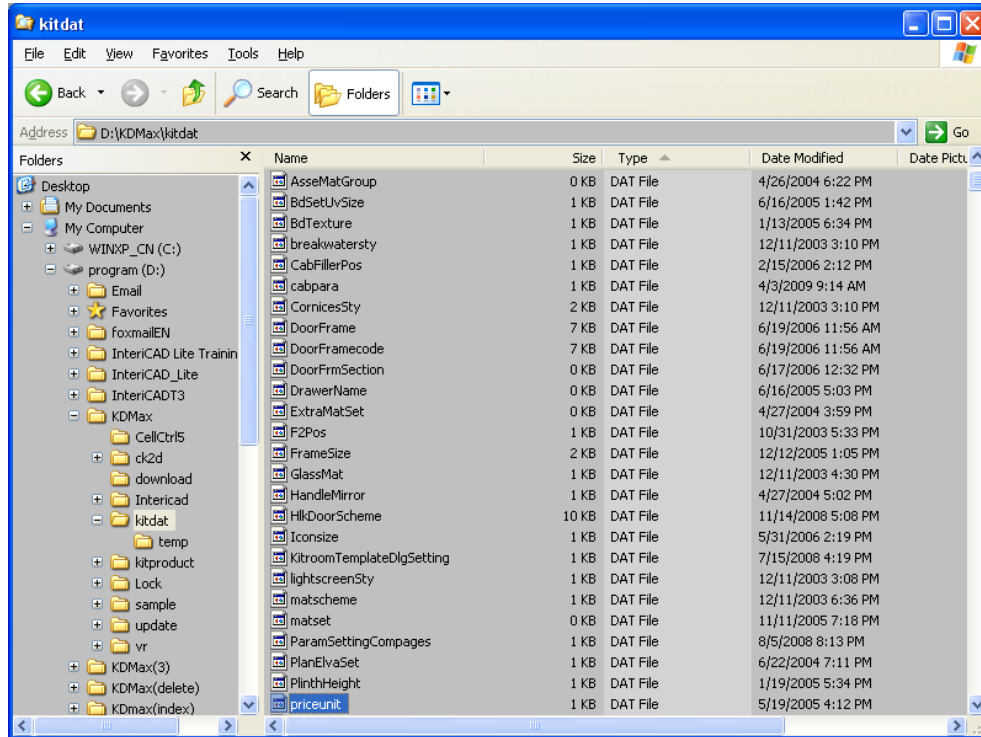 kitdat
File Edit View Favorites Tools Help
Back Search Folders
Address D:\KDMax\kitdat Go
Folders Name Size Type Date Modified Date Pictu
Desktop
My Documents
My Computer
WINXP_CN (C:)
program (D:)
Email
Favorites
foxmailEN
InteriCAD Lite Trainin
InteriCAD_Lite
InteriCADT3
KDMax
CellCtrl5
ck2d
download
Intericad
kitdat
temp
kitproduct
Lock
sample
update
vr
KDMax(3)
KDMax(delete)
KDmax(index)
AsseMatGroup 0 KB DAT File 4/26/2004 6:22 PM
BdSetUvSize 1 KB DAT File 6/16/2005 1:42 PM
BdTexture 1 KB DAT File 1/13/2005 6:34 PM
breakwatersty 1 KB DAT File 12/11/2003 3:10 PM
CabFillerPos 1 KB DAT File 2/15/2006 2:12 PM
cabpara 1 KB DAT File 4/3/2009 9:14 AM
CornicesSty 2 KB DAT File 12/11/2003 3:10 PM
DoorFrame 7 KB DAT File 6/19/2006 11:56 AM
DoorFramecode 7 KB DAT File 6/19/2006 11:56 AM
DoorFrmSection 0 KB DAT File 6/17/2006 12:32 PM
DrawerName 0 KB DAT File 6/16/2005 5:03 PM
ExtraMatSet 0 KB DAT File 4/27/2004 3:59 PM
F2Pos 1 KB DAT File 10/31/2003 5:33 PM
FrameSize 2 KB DAT File 12/12/2005 1:05 PM
GlassMat 1 KB DAT File 12/11/2003 4:30 PM
HandleMirror 1 KB DAT File 4/27/2004 5:02 PM
HlkDoorScheme 10 KB DAT File 11/14/2008 5:08 PM
Iconsize 1 KB DAT File 5/31/2006 2:19 PM
KitroomTemplateDlgSetting 1 KB DAT File 7/15/2008 4:19 PM
lightscreenSty 1 KB DAT File 12/11/2003 3:08 PM
matscheme 1 KB DAT File 12/11/2003 6:36 PM
matset 0 KB DAT File 11/11/2005 7:18 PM
ParamSettingCompages 1 KB DAT File 8/5/2008 8:13 PM
PlanElvaSet 1 KB DAT File 6/22/2004 7:11 PM
PlinthHeight 1 KB DAT File 1/19/2005 5:34 PM
priceunit 1 KB DAT File 5/19/2005 4:12 PM